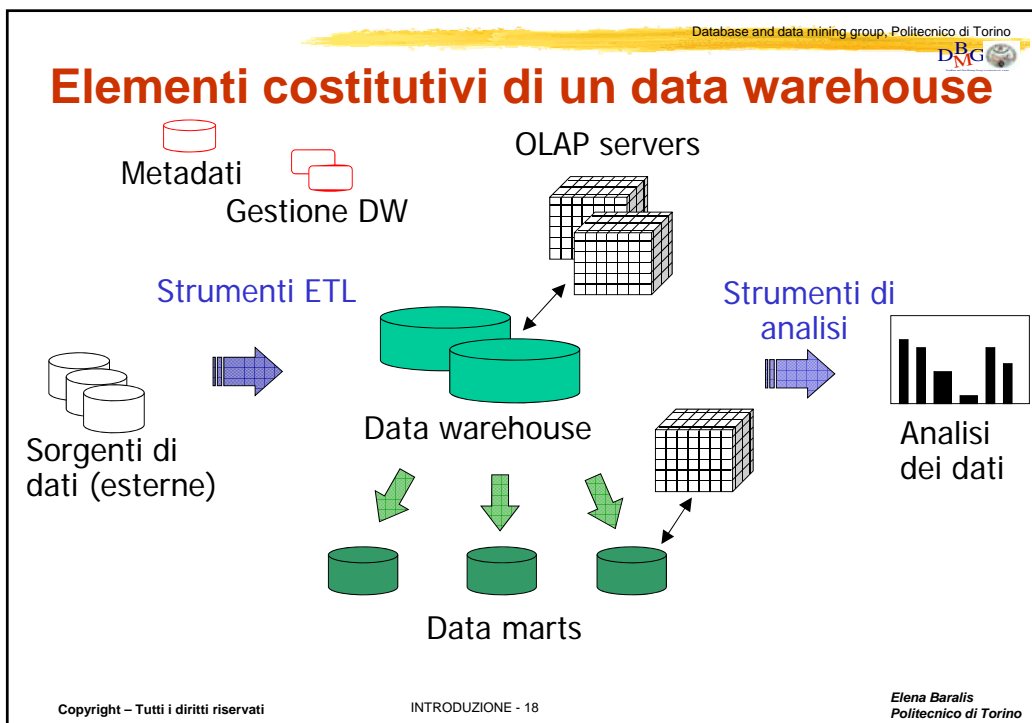 Database and data mining group, Politecnico di Torino
DBMG
Elementi costitutivi di un data warehouse
Metadati
Gestione DW
OLAP servers
Strumenti ETL
Strumenti di
analisi
Sorgenti di
dati (esterne)
Data warehouse
Analisi
dei dati
Data marts
Copyright – Tutti i diritti riservati
INTRODUZIONE - 18
Elena Baralis
Politecnico di Torino